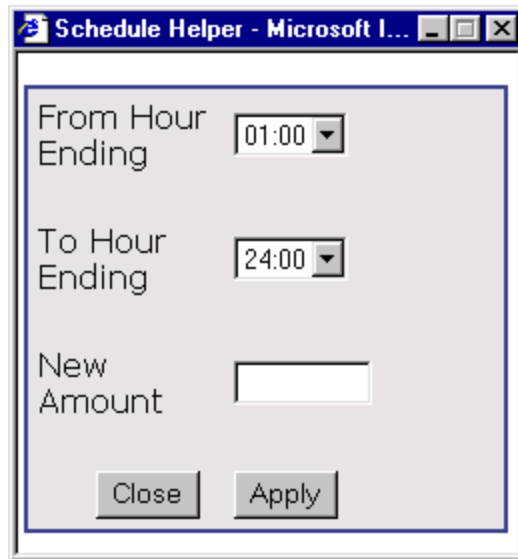 Schedule Helper - Microsoft I...
From Hour
Ending
01:00
To Hour
Ending
24:00
New
Amount
Close Apply